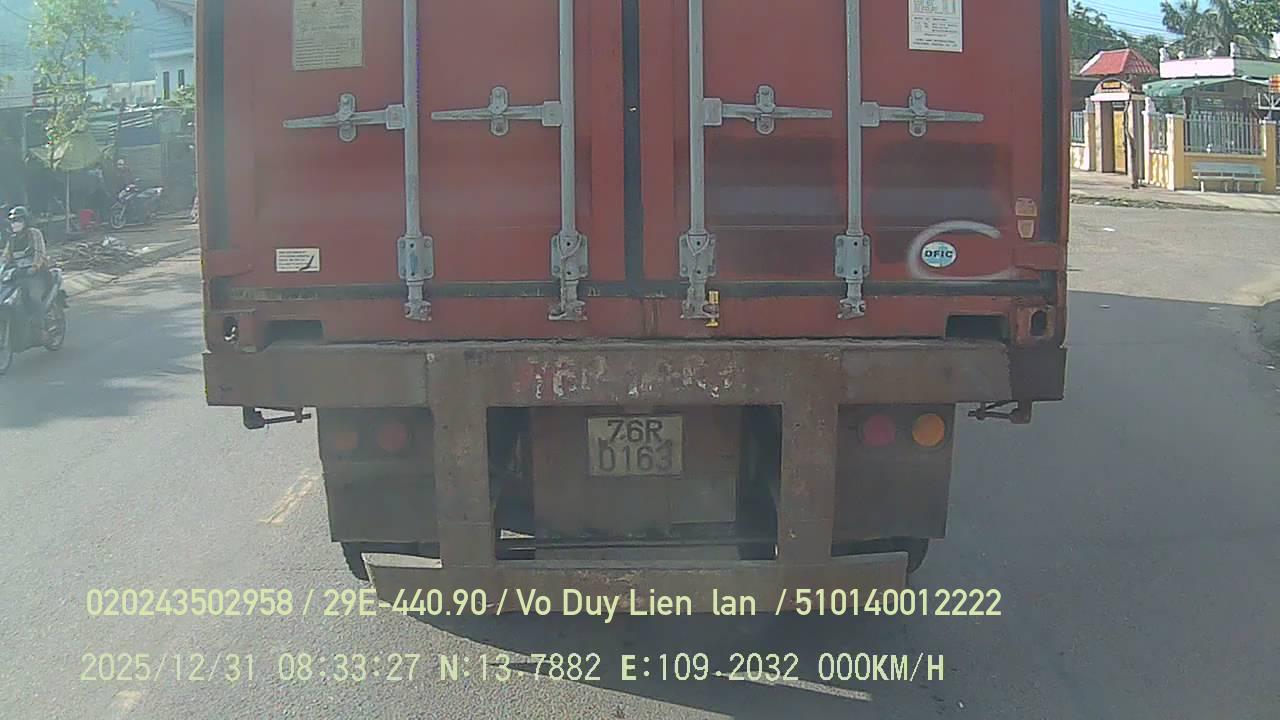 DFIC
76R
0163
020243502958 / 29E-440.90 / Vo Duy Lien lan / 510140012222
2025/12/31 08:33:27 N:13.7882 E:109.2032 000KM/H